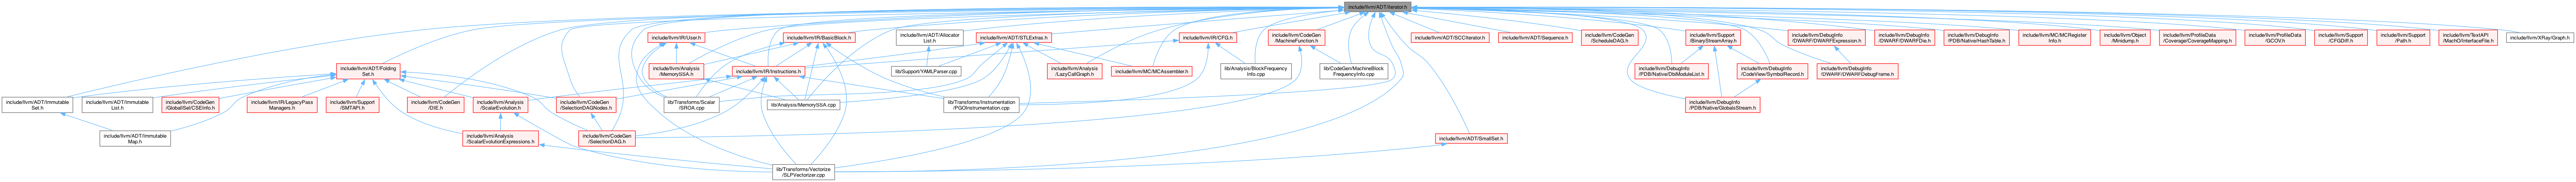 include/llvm/ADT/iterator.h
include/llvm/IR/User.h
include/llvm/IR/BasicBlock.h
include/llvm/ADT/Allocator
List.h
include/llvm/ADT/STLExtras.h
include/llvm/IR/CFG.h
include/llvm/CodeGen
/MachineFunction.h
include/llvm/ADT/SCCIterator.h
include/llvm/ADT/Sequence.h
include/llvm/CodeGen
/ScheduleDAG.h
include/llvm/Support
/BinaryStreamArray.h
include/llvm/DebugInfo
/DWARF/DWARFExpression.h
include/llvm/DebugInfo
/DWARF/DWARFDie.h
include/llvm/DebugInfo
/PDB/Native/HashTable.h
include/llvm/MC/MCRegister
Info.h
include/llvm/Object
/Minidump.h
include/llvm/ProfileData
/Coverage/CoverageMapping.h
include/llvm/ProfileData
/GCOV.h
include/llvm/Support
/CFGDiff.h
include/llvm/Support
/Path.h
include/llvm/TextAPI
/MachO/InterfaceFile.h
include/llvm/XRay/Graph.h
include/llvm/ADT/Folding
Set.h
include/llvm/Analysis
/MemorySSA.h
include/llvm/IR/Instructions.h
lib/Support/YAMLParser.cpp
include/llvm/Analysis
/LazyCallGraph.h
include/llvm/MC/MCAssembler.h
lib/Analysis/BlockFrequency
Info.cpp
lib/CodeGen/MachineBlock
FrequencyInfo.cpp
include/llvm/DebugInfo
/PDB/Native/DbiModuleList.h
include/llvm/DebugInfo
/CodeView/SymbolRecord.h
include/llvm/DebugInfo
/DWARF/DWARFDebugFrame.h
include/llvm/ADT/Immutable
Set.h
include/llvm/ADT/Immutable
List.h
include/llvm/CodeGen
/GlobalISel/CSEInfo.h
include/llvm/IR/LegacyPass
Managers.h
include/llvm/Support
/SMTAPI.h
include/llvm/CodeGen
/DIE.h
include/llvm/Analysis
/ScalarEvolution.h
include/llvm/CodeGen
/SelectionDAGNodes.h
lib/Transforms/Scalar
/SROA.cpp
lib/Analysis/MemorySSA.cpp
lib/Transforms/Instrumentation
/PGOInstrumentation.cpp
include/llvm/DebugInfo
/PDB/Native/GlobalsStream.h
include/llvm/ADT/Immutable
Map.h
include/llvm/Analysis
/ScalarEvolutionExpressions.h
include/llvm/CodeGen
/SelectionDAG.h
include/llvm/ADT/SmallSet.h
lib/Transforms/Vectorize
/SLPVectorizer.cpp